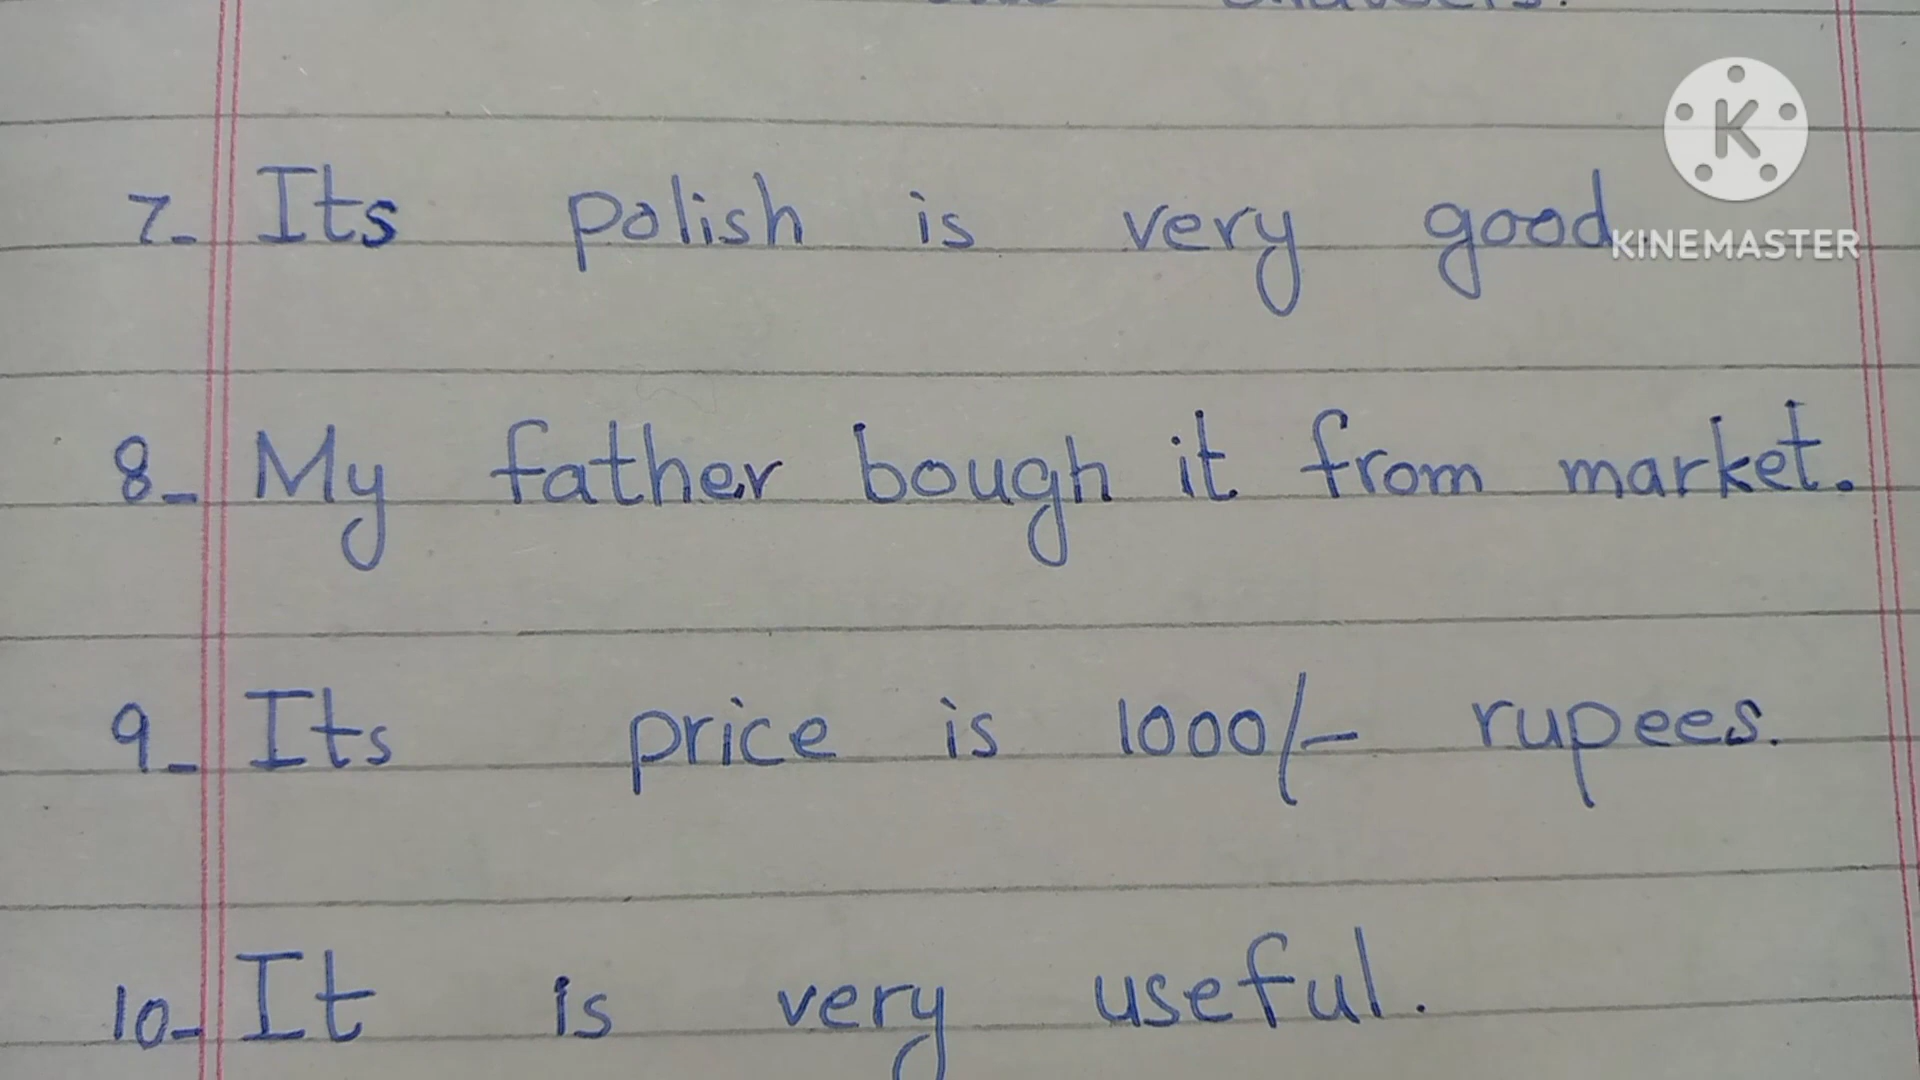 7- Its polish is very good.
KINEMASTER
8- My father bough it from market.
9- Its price is 1000/- rupees.
10- It is very useful.